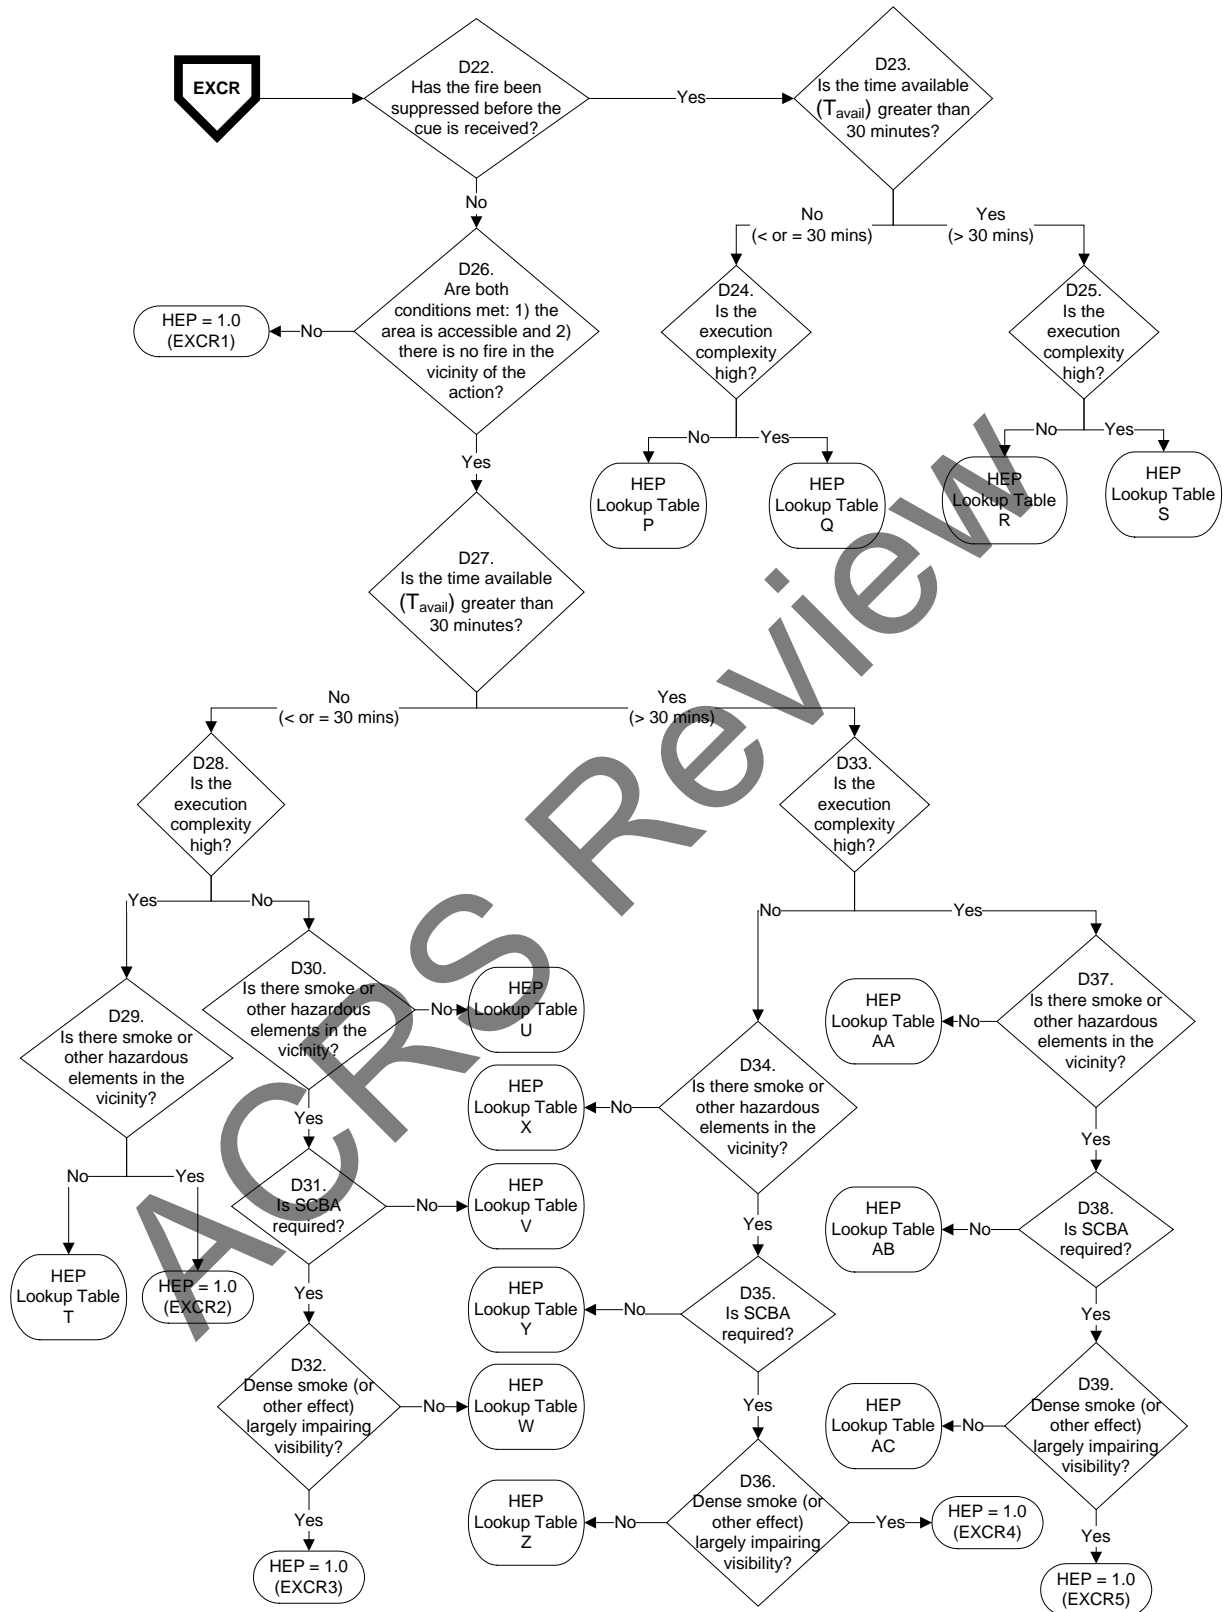 EXCR
D22.
Has the fire been
suppressed before the
cue is received?
Yes
D23.
Is the time available
(Tavail) greater than
30 minutes?
No
No
(< or = 30 mins)
Yes
(> 30 mins)
D26.
Are both
conditions met: 1) the
area is accessible and 2)
there is no fire in the
vicinity of the
action?
No
HEP = 1.0
(EXCR1)
D24.
Is the
execution
complexity
high?
D25.
Is the
execution
complexity
high?
Yes
No
Yes
No
Yes
HEP
Lookup Table
P
HEP
Lookup Table
Q
HEP
Lookup Table
R
HEP
Lookup Table
S
D27.
Is the time available
(Tavail) greater than
30 minutes?
No
(< or = 30 mins)
Yes
(> 30 mins)
D28.
Is the
execution
complexity
high?
D33.
Is the
execution
complexity
high?
Yes
No
No
Yes
D29.
Is there smoke or
other hazardous
elements in the
vicinity?
D30.
Is there smoke or
other hazardous
elements in the
vicinity?
No
HEP
Lookup Table
U
D34.
Is there smoke or
other hazardous
elements in the
vicinity?
No
HEP
Lookup Table
X
D37.
Is there smoke or
other hazardous
elements in the
vicinity?
No
HEP
Lookup Table
AA
No
Yes
Yes
Yes
Yes
HEP
Lookup Table
T
HEP = 1.0
(EXCR2)
D31.
Is SCBA
required?
No
HEP
Lookup Table
V
D35.
Is SCBA
required?
No
HEP
Lookup Table
Y
D38.
Is SCBA
required?
No
HEP
Lookup Table
AB
Yes
Yes
Yes
D32.
Dense smoke (or
other effect)
largely impairing
visibility?
No
HEP
Lookup Table
W
D36.
Dense smoke (or
other effect)
largely impairing
visibility?
No
HEP
Lookup Table
Z
Yes
HEP = 1.0
(EXCR4)
D39.
Dense smoke (or
other effect)
largely impairing
visibility?
No
HEP
Lookup Table
AC
Yes
HEP = 1.0
(EXCR3)
Yes
HEP = 1.0
(EXCR5)
ACRS Review